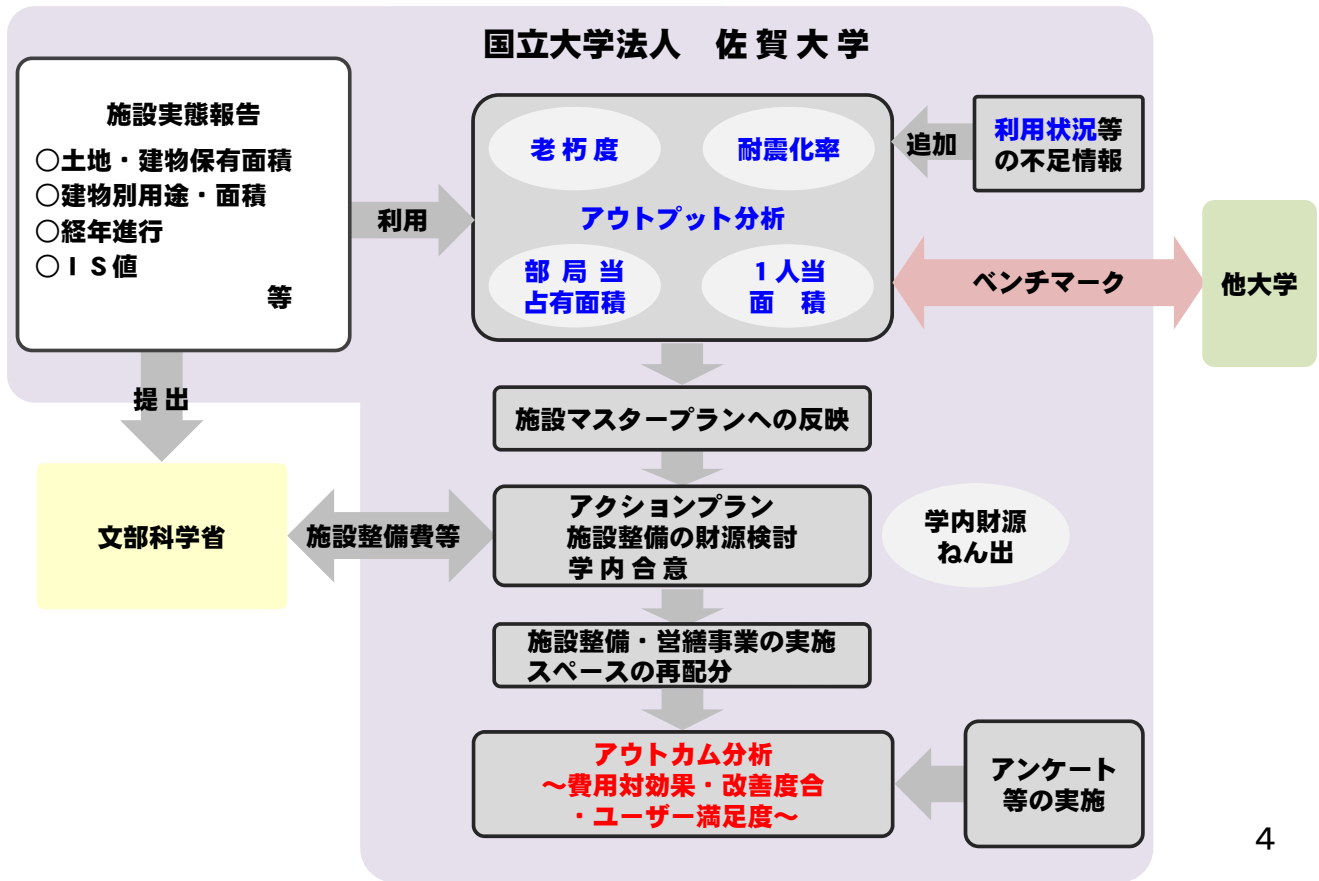 国立大学法人 佐賀大学
施設実態報告
○土地・建物保有面積
○建物別用途・面積
○経年進行
○ＩＳ値
等
利用
老朽度
耐震化率
アウトプット分析
部局当
占有面積
1人当
面 積
追加
利用状況等
の不足情報
ベンチマーク
他大学
提出
施設マスタープランへの反映
文部科学省
施設整備費等
アクションプラン
施設整備の財源検討
学内合意
学内財源
ねん出
施設整備・営繕事業の実施
スペースの再配分
アウトカム分析
～費用対効果・改善度合
・ユーザー満足度～
アンケート
等の実施
4